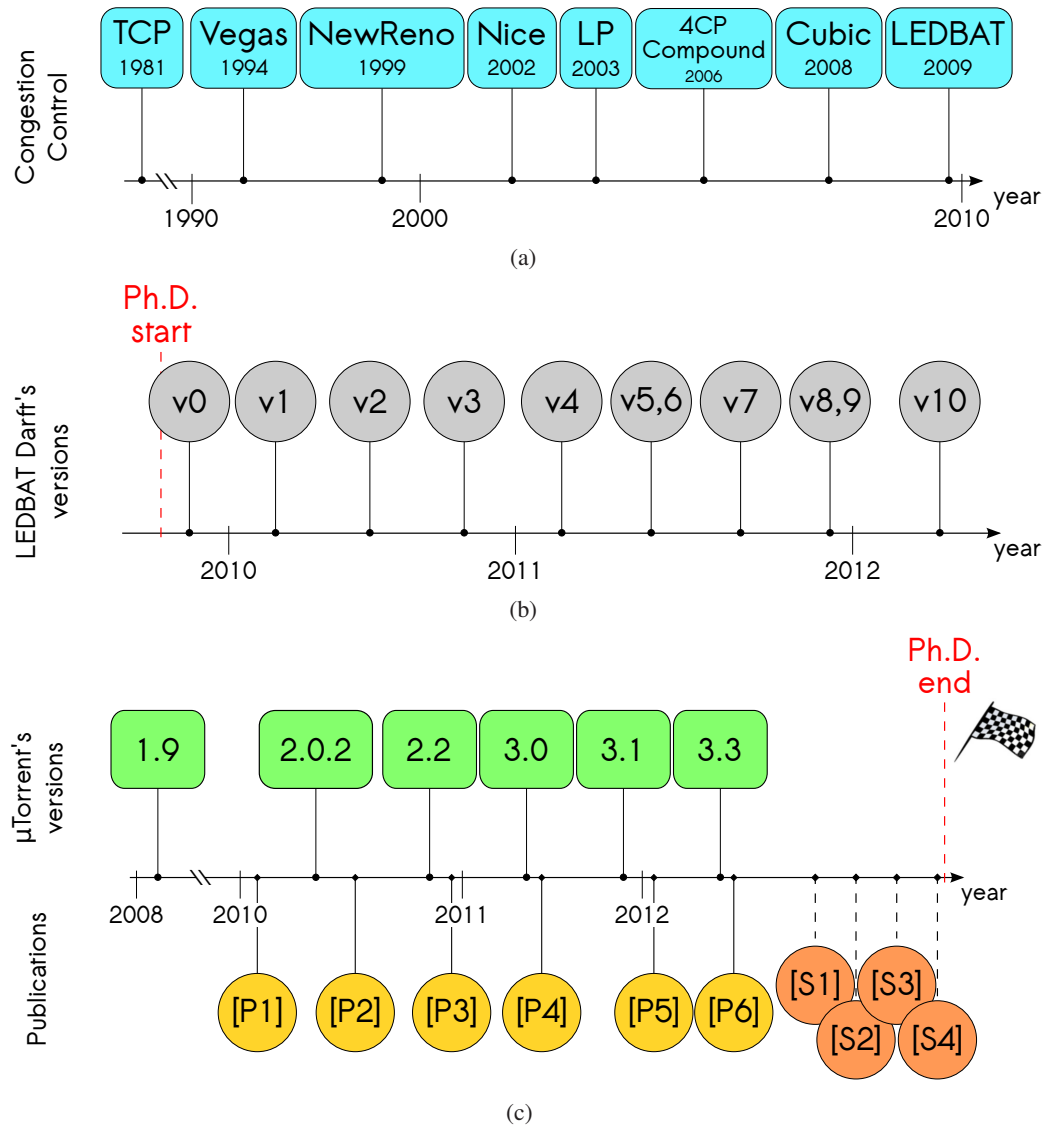 TCP
1981
Vegas
1994
NewReno
1999
Nice
2002
LP
2003
4CP
Compound
2006
Cubic
2008
LEDBAT
2009
Congestion
Control
1990
2000
2010
year
(a)
Ph.D.
start
v0
v1
v2
v3
v4
v5,6
v7
v8,9
v10
LEDBAT Darft's
versions
2010
2011
2012
year
(b)
Ph.D.
end
1.9
2.0.2
2.2
3.0
3.1
3.3
µTorrent's
versions
2008
2010
2011
2012
year
Publications
[P1]
[P2]
[P3]
[P4]
[P5]
[P6]
[S1]
[S2]
[S3]
[S4]
(c)